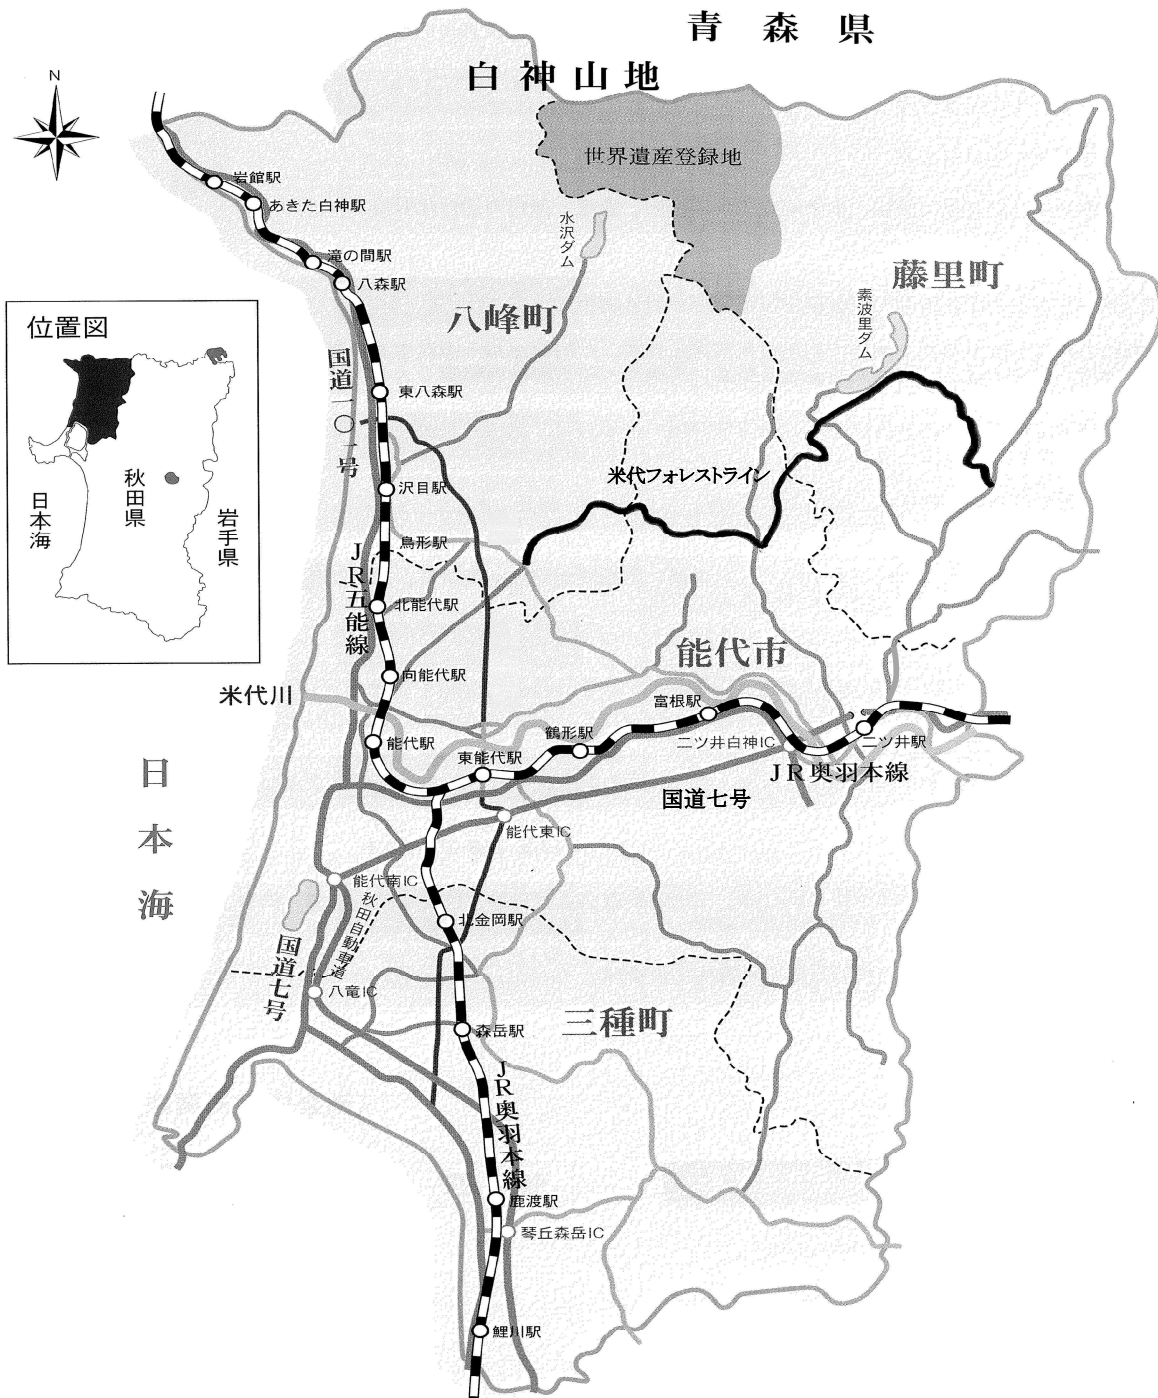 青森県
白神山地
N
世界遺産登録地
岩館駅
あきた白神駅
水沢ダム
滝の間駅
八森駅
藤里町
素波里ダム
八峰町
位置図
秋田県
日本海
岩手県
国道一〇一号
東八森駅
米代フォレストライン
沢目駅
鳥形駅
JR五能線
北能代駅
能代市
向能代駅
米代川
富根駅
能代駅
鶴形駅
二ツ井白神IC
二ツ井駅
東能代駅
JR奥羽本線
国道七号
日本海
能代東IC
能代南IC
秋田自動車道
北金岡駅
国道七号
八竜IC
三種町
森岳駅
JR奥羽本線
鹿渡駅
琴丘森岳IC
鯉川駅